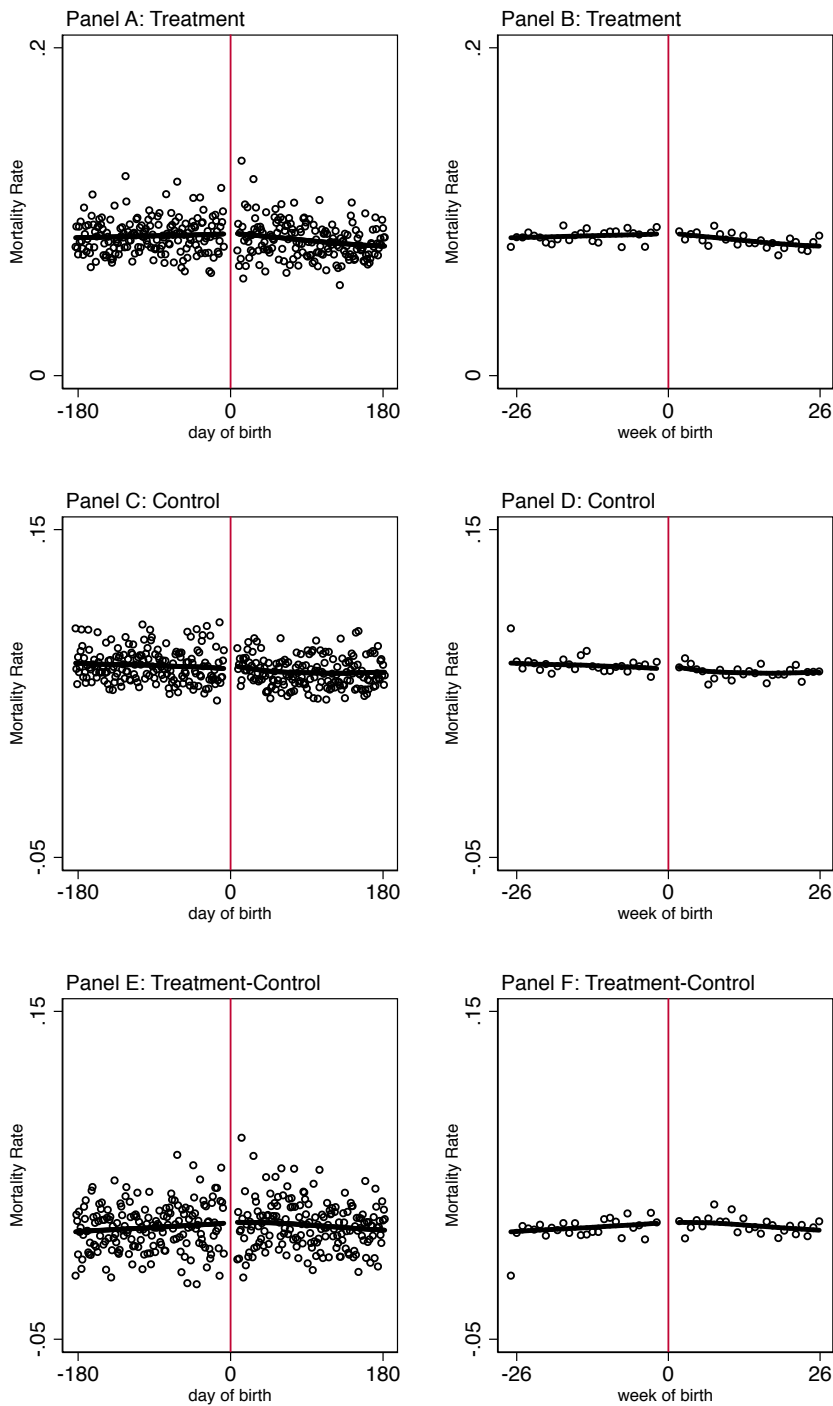 Panel A: Treatment
.2
Mortality Rate
0
-180 0 180
day of birth
Panel B: Treatment
.2
Mortality Rate
0
-26 0 26
week of birth
Panel C: Control
.15
Mortality Rate
-.05
-180 0 180
day of birth
Panel D: Control
.15
Mortality Rate
-.05
-26 0 26
week of birth
Panel E: Treatment-Control
.15
Mortality Rate
-.05
-180 0 180
day of birth
Panel F: Treatment-Control
.15
Mortality Rate
-.05
-26 0 26
week of birth